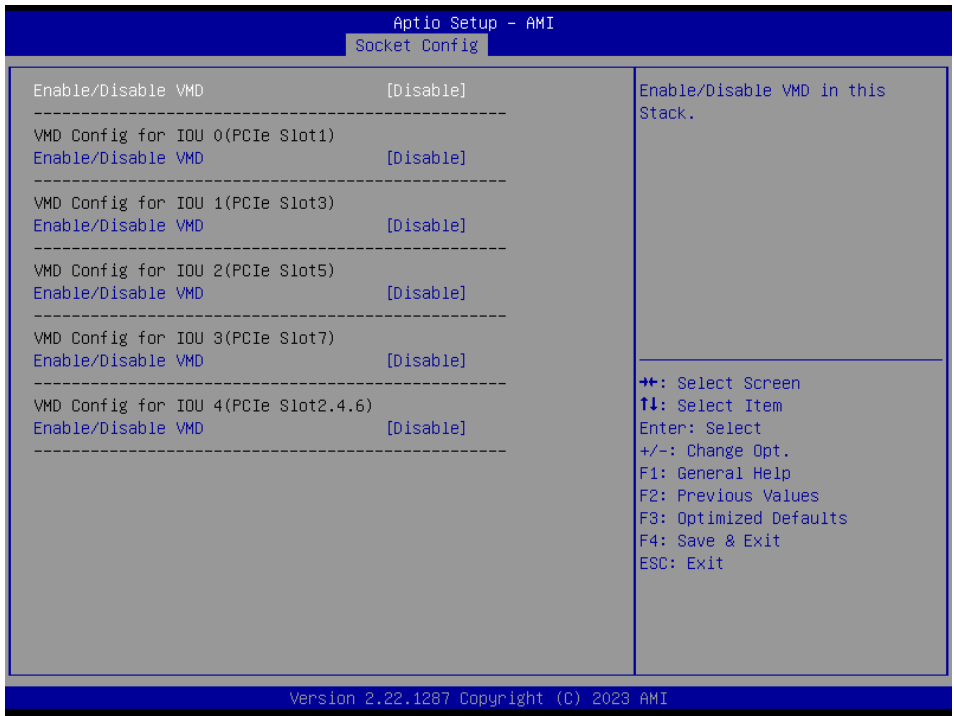 Aptio Setup – AMI
Socket Config
Enable/Disable VMD [Disable]
--------------------------------------------------
VMD Config for IOU 0(PCIe Slot1)
Enable/Disable VMD [Disable]
--------------------------------------------------
VMD Config for IOU 1(PCIe Slot3)
Enable/Disable VMD [Disable]
--------------------------------------------------
VMD Config for IOU 2(PCIe Slot5)
Enable/Disable VMD [Disable]
--------------------------------------------------
VMD Config for IOU 3(PCIe Slot7)
Enable/Disable VMD [Disable]
--------------------------------------------------
VMD Config for IOU 4(PCIe Slot2.4.6)
Enable/Disable VMD [Disable]
--------------------------------------------------
Enable/Disable VMD in this
Stack.
→←: Select Screen
↑↓: Select Item
Enter: Select
+/-: Change Opt.
F1: General Help
F2: Previous Values
F3: Optimized Defaults
F4: Save & Exit
ESC: Exit
Version 2.22.1287 Copyright (C) 2023 AMI